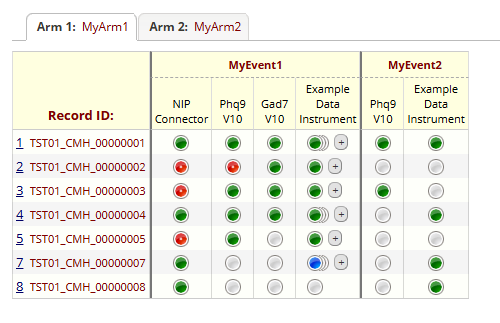 Arm 1: MyArm1 Arm 2: MyArm2
MyEvent1 MyEvent2
Record ID: NIP Connector Phq9 V10 Gad7 V10 Example Data Instrument Phq9 V10 Example Data Instrument
1 TST01_CMH_00000001 +
2 TST01_CMH_00000002 +
3 TST01_CMH_00000003 +
4 TST01_CMH_00000004 +
5 TST01_CMH_00000005 +
7 TST01_CMH_00000007 +
8 TST01_CMH_00000008